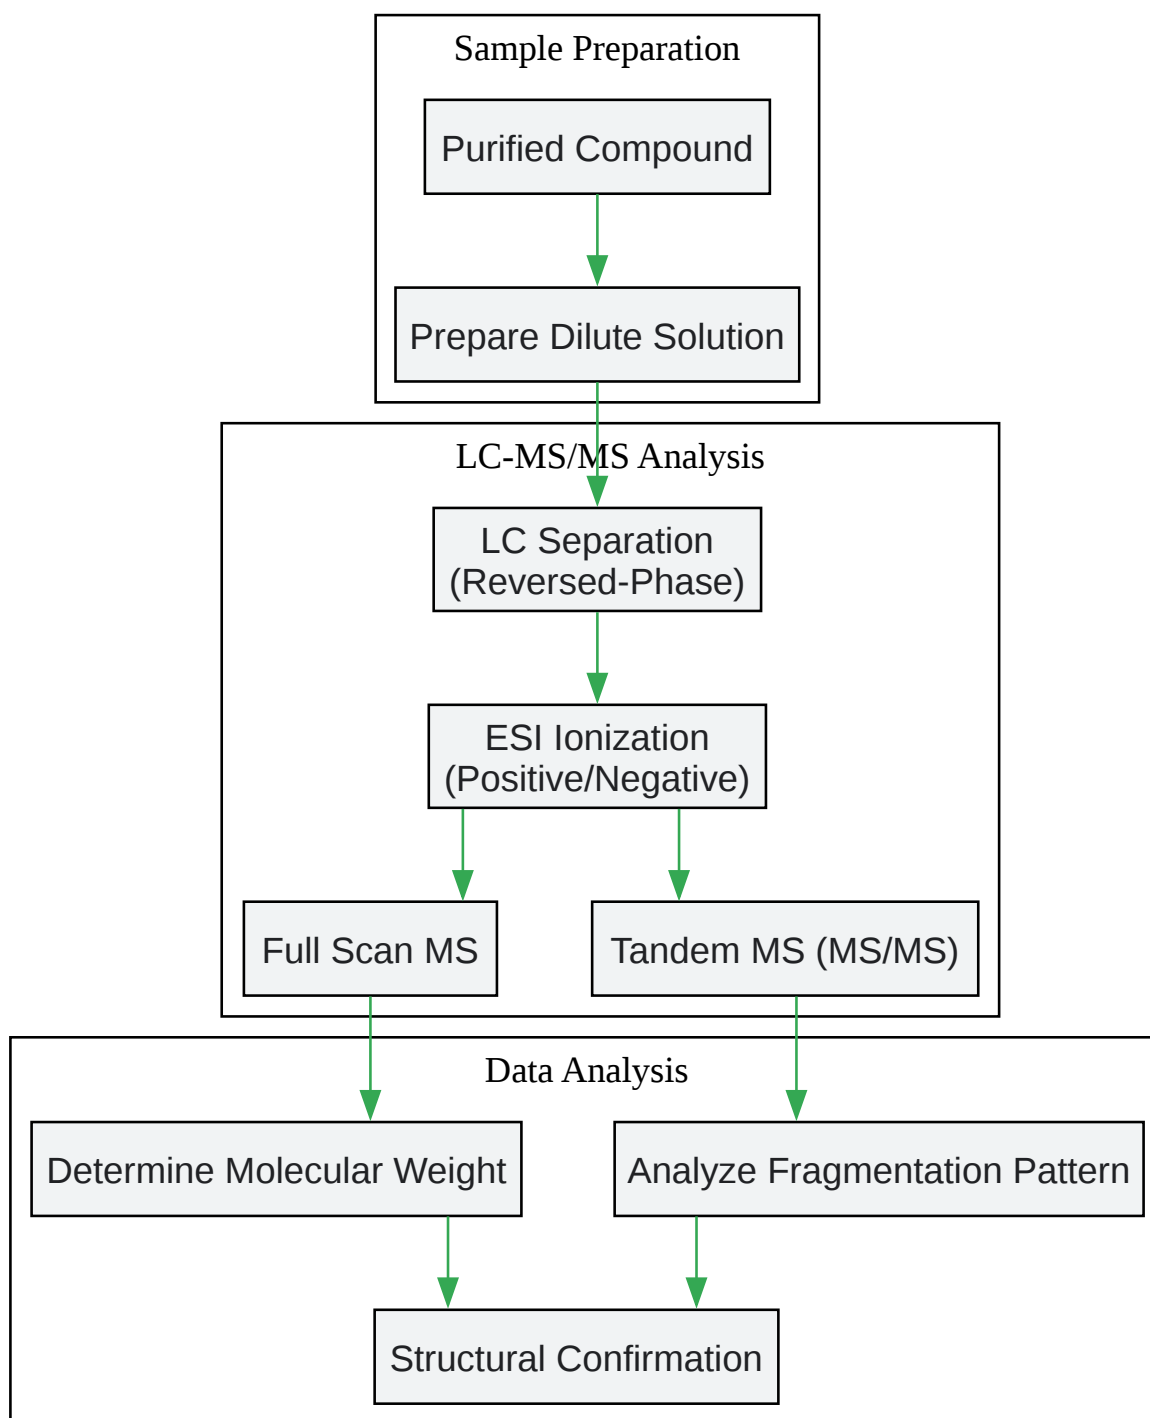 Sample Preparation
Purified Compound
Prepare Dilute Solution
LC-MS/MS Analysis
LC Separation
(Reversed-Phase)
ESI Ionization
(Positive/Negative)
Full Scan MS
Tandem MS (MS/MS)
Data Analysis
Determine Molecular Weight
Analyze Fragmentation Pattern
Structural Confirmation